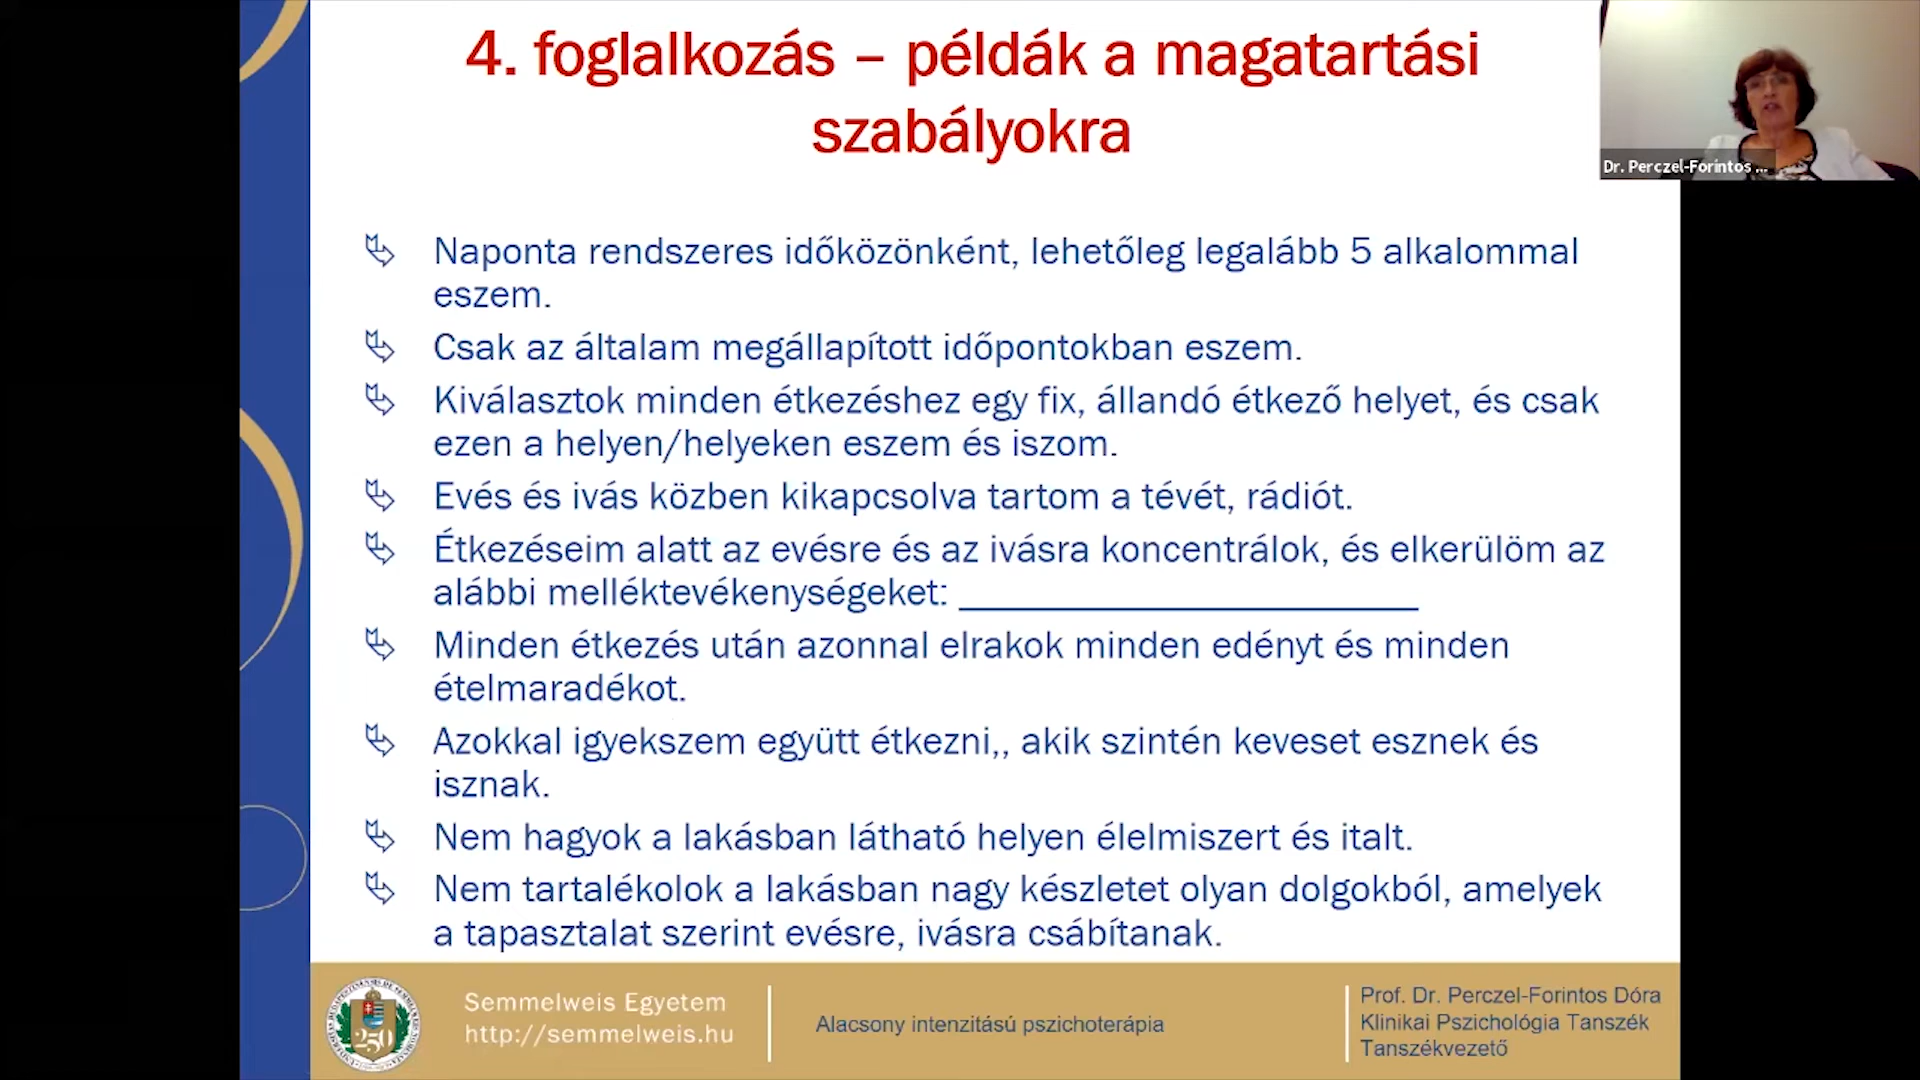 4. foglalkozás – példák a magatartási
szabályokra
Dr. Perczel-Forintos ...
Naponta rendszeres időközönként, lehetőleg legalább 5 alkalommal
eszem.
Csak az általam megállapított időpontokban eszem.
Kiválasztok minden étkezéshez egy fix, állandó étkező helyet, és csak
ezen a helyen/helyeken eszem és iszom.
Evés és ivás közben kikapcsolva tartom a tévét, rádiót.
Étkezéseim alatt az evésre és az ivásra koncentrálok, és elkerülöm az
alábbi melléktevékenységeket: ______________________
Minden étkezés után azonnal elrakok minden edényt és minden
ételmaradékot.
Azokkal igyekszem együtt étkezni,, akik szintén keveset esznek és
isznak.
Nem hagyok a lakásban látható helyen élelmiszert és italt.
Nem tartalékolok a lakásban nagy készletet olyan dolgokból, amelyek
a tapasztalat szerint evésre, ivásra csábítanak.
250
Semmelweis Egyetem
http://semmelweis.hu
Alacsony intenzitású pszichoterápia
Prof. Dr. Perczel-Forintos Dóra
Klinikai Pszichológia Tanszék
Tanszékvezető